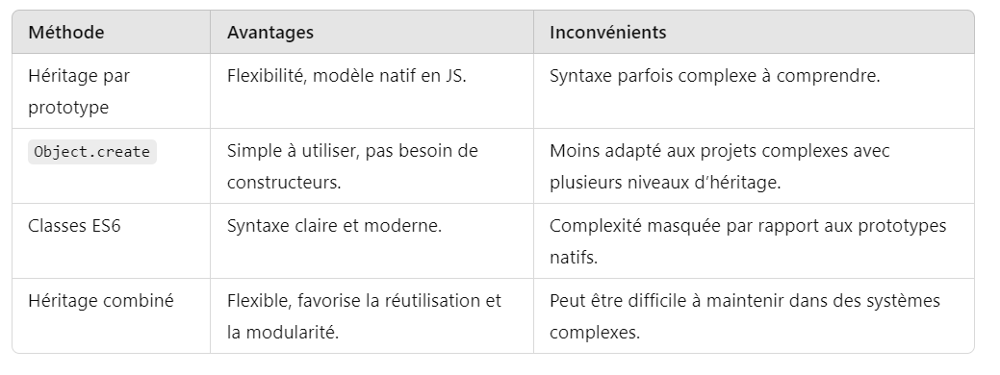 Méthode Avantages Inconvénients
Héritage par prototype Flexibilité, modèle natif en JS. Syntaxe parfois complexe à comprendre.
Object.create Simple à utiliser, pas besoin de constructeurs. Moins adapté aux projets complexes avec plusieurs niveaux d’héritage.
Classes ES6 Syntaxe claire et moderne. Complexité masquée par rapport aux prototypes natifs.
Héritage combiné Flexible, favorise la réutilisation et la modularité. Peut être difficile à maintenir dans des systèmes complexes.